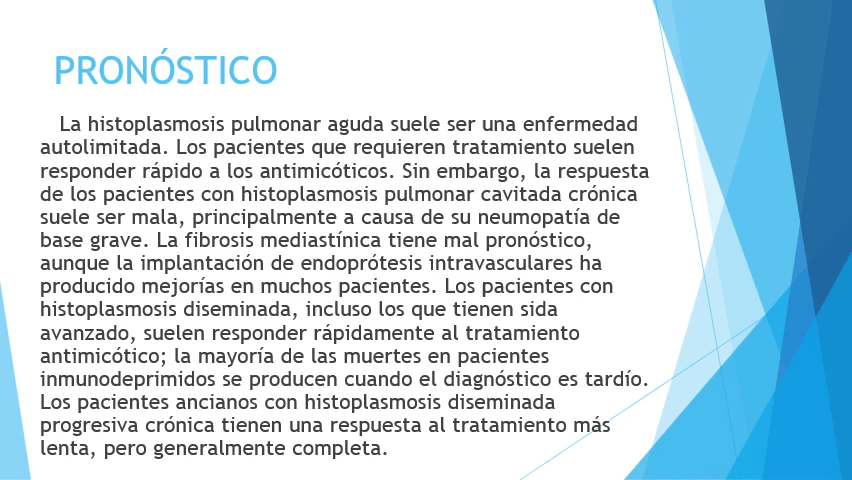 PRONÓSTICO
La histoplasmosis pulmonar aguda suele ser una enfermedad
autolimitada. Los pacientes que requieren tratamiento suelen
responder rápido a los antimicóticos. Sin embargo, la respuesta
de los pacientes con histoplasmosis pulmonar cavitada crónica
suele ser mala, principalmente a causa de su neumopatía de
base grave. La fibrosis mediastínica tiene mal pronóstico,
aunque la implantación de endoprótesis intravasculares ha
producido mejorías en muchos pacientes. Los pacientes con
histoplasmosis diseminada, incluso los que tienen sida
avanzado, suelen responder rápidamente al tratamiento
antimicótico; la mayoría de las muertes en pacientes
inmunodeprimidos se producen cuando el diagnóstico es tardío.
Los pacientes ancianos con histoplasmosis diseminada
progresiva crónica tienen una respuesta al tratamiento más
lenta, pero generalmente completa.